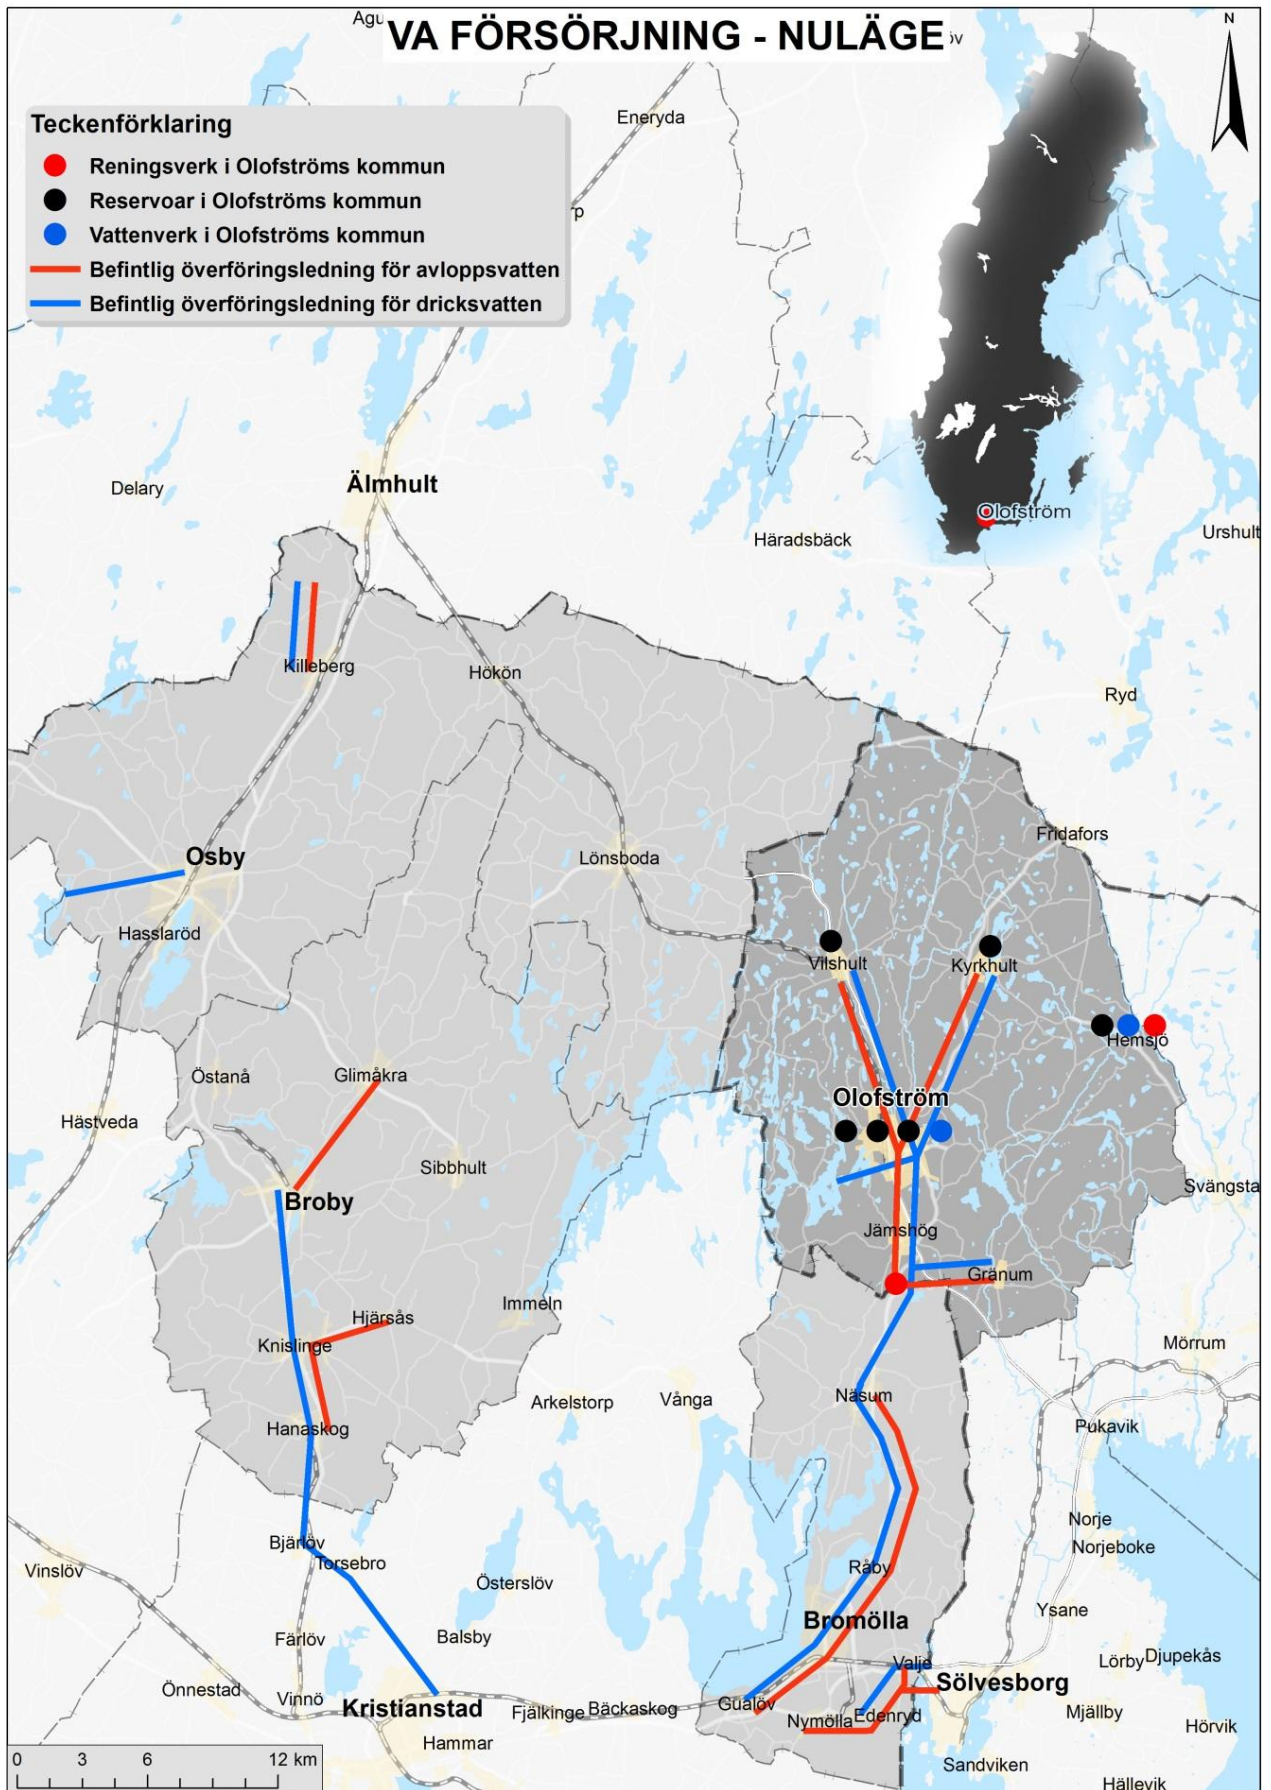 Agu
VA FÖRSÖRJNING - NULÄGE
öv
N
Teckenförklaring
Reningsverk i Olofströms kommun
Reservoar i Olofströms kommun
Vattenverk i Olofströms kommun
Befintlig överföringsledning för avloppsvatten
Befintlig överföringsledning för dricksvatten
Eneryda
rp
Älmhult
Delary
Olofström
Häradsbäck
Urshult
Killeberg
Hökön
Ryd
Fridafors
Osby
Lönsboda
Hasslaröd
Vilshult
Kyrkhult
Hemsjö
Östanå
Glimåkra
Olofström
Hästveda
Sibbhult
Svängsta
Broby
Jämshög
Gränum
Immeln
Hjärsås
Knislinge
Mörrum
Arkelstorp
Vånga
Näsum
Hanaskog
Pukavik
Norje
Bjärlöv
Norjeboke
Torsebro
Vinslöv
Österslöv
Råby
Ysane
Bromölla
Färlöv
Balsby
Valje
Lörby
Djupekås
Sölvesborg
Önnestad
Vinnö
Kristianstad
Fjälkinge
Bäckaskog
Gualöv
Nymölla
Edenryd
Mjällby
Hörvik
Hammar
Sandviken
Hällevik
0 3 6 12 km